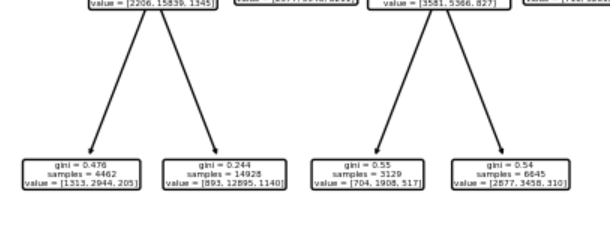 value = [2206, 15839, 1345]
value = [3581, 5366, 827]
gini = 0.476
samples = 4462
value = [1313, 2944, 205]
gini = 0.244
samples = 14928
value = [893, 12895, 1140]
gini = 0.55
samples = 3129
value = [704, 1908, 517]
gini = 0.54
samples = 6645
value = [2877, 3458, 310]